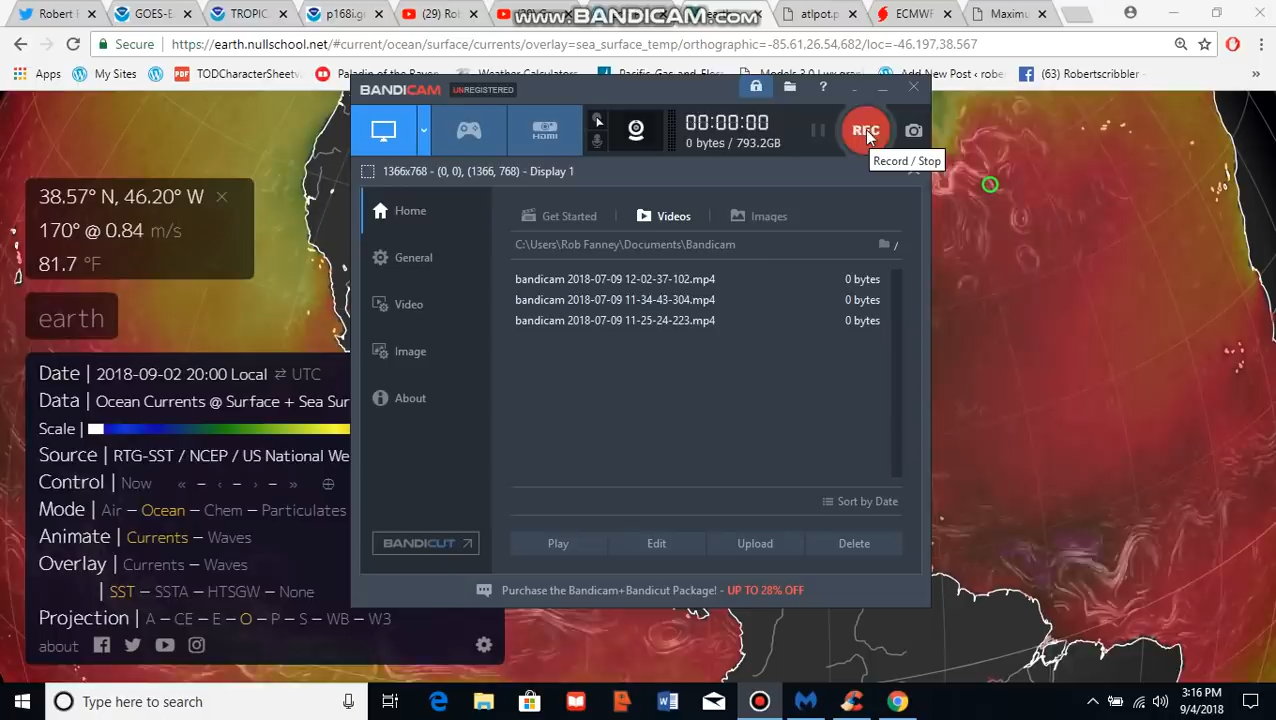 Robert
GOES-E
TROPIC
p168i.g
(29) Ro
www.BANDICAM.com
atipot.p
ECMWF
Maximu
Secure
https://earth.nullschool.net/#current/ocean/surface/currents/overlay=sea_surface_temp/orthographic=-85.61,26.54,682/loc=-46.197,38.567
Apps
My Sites
TODCharacterSheet
Paladin of the Raven
Weather Calculators
Add New Post ‹ robe
(63) Robertscribbler
BANDICAM UNREGISTERED
?
HDMI
00:00:00
0 bytes / 793.2GB
REC
Record / Stop
1366x768 - (0, 0), (1366, 768) - Display 1
38.57° N, 46.20° W ×
170° @ 0.84 m/s
81.7 °F
earth
Date | 2018-09-02 20:00 Local ⇄ UTC
Data | Ocean Currents @ Surface + Sea Sur
Scale |
Source | RTG-SST / NCEP / US National We
Control | Now « – ‹ – › – »
Mode | Air – Ocean – Chem – Particulates
Animate | Currents – Waves
Overlay | Currents – Waves
| SST – SSTA – HTSGW – None
Projection | A – CE – E – O – P – S – WB – W3
about
Home
General
Video
Image
About
BANDICUT
Get Started
Videos
Images
C:\Users\Rob Fanney\Documents\Bandicam
/
bandicam 2018-07-09 12-02-37-102.mp4 0 bytes
bandicam 2018-07-09 11-34-43-304.mp4 0 bytes
bandicam 2018-07-09 11-25-24-223.mp4 0 bytes
Sort by Date
Play
Edit
Upload
Delete
Purchase the Bandicam+Bandicut Package! - UP TO 28% OFF
Type here to search
3:16 PM
9/4/2018